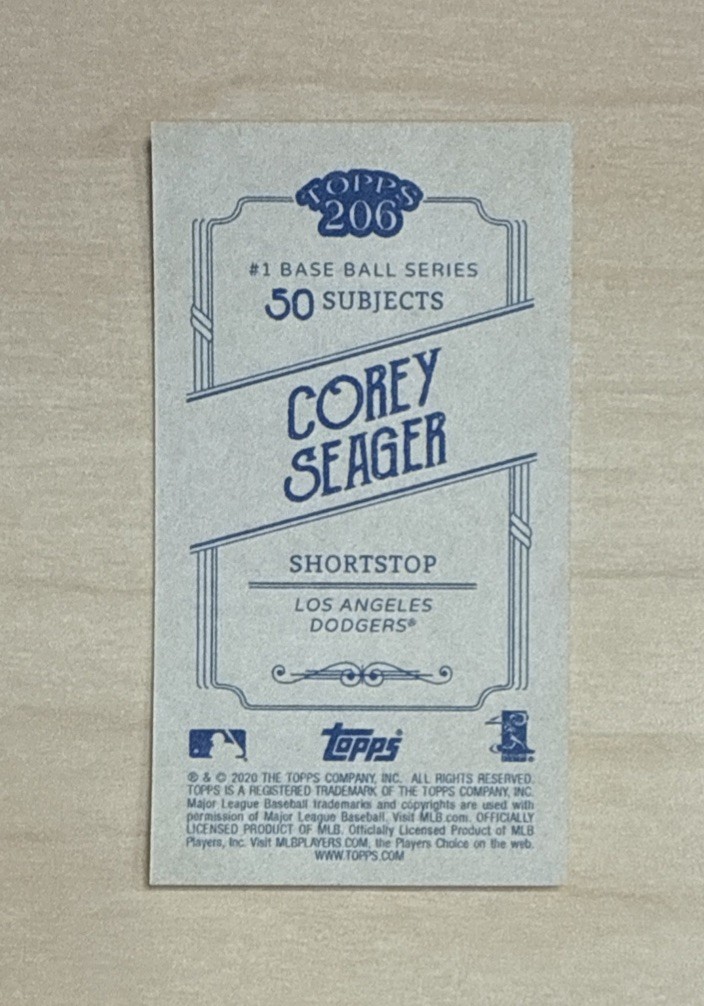 TOPPS
206
#1 BASE BALL SERIES
50 SUBJECTS
COREY
SEAGER
SHORTSTOP
LOS ANGELES
DODGERS®
topps®
® & © 2020 THE TOPPS COMPANY, INC. ALL RIGHTS RESERVED.
TOPPS IS A REGISTERED TRADEMARK OF THE TOPPS COMPANY, INC.
Major League Baseball trademarks and copyrights are used with
permission of Major League Baseball. Visit MLB.com. OFFICIALLY
LICENSED PRODUCT OF MLB. Officially Licensed Product of MLB
Players, Inc. Visit MLBPLAYERS.COM, the Players Choice on the web.
WWW.TOPPS.COM